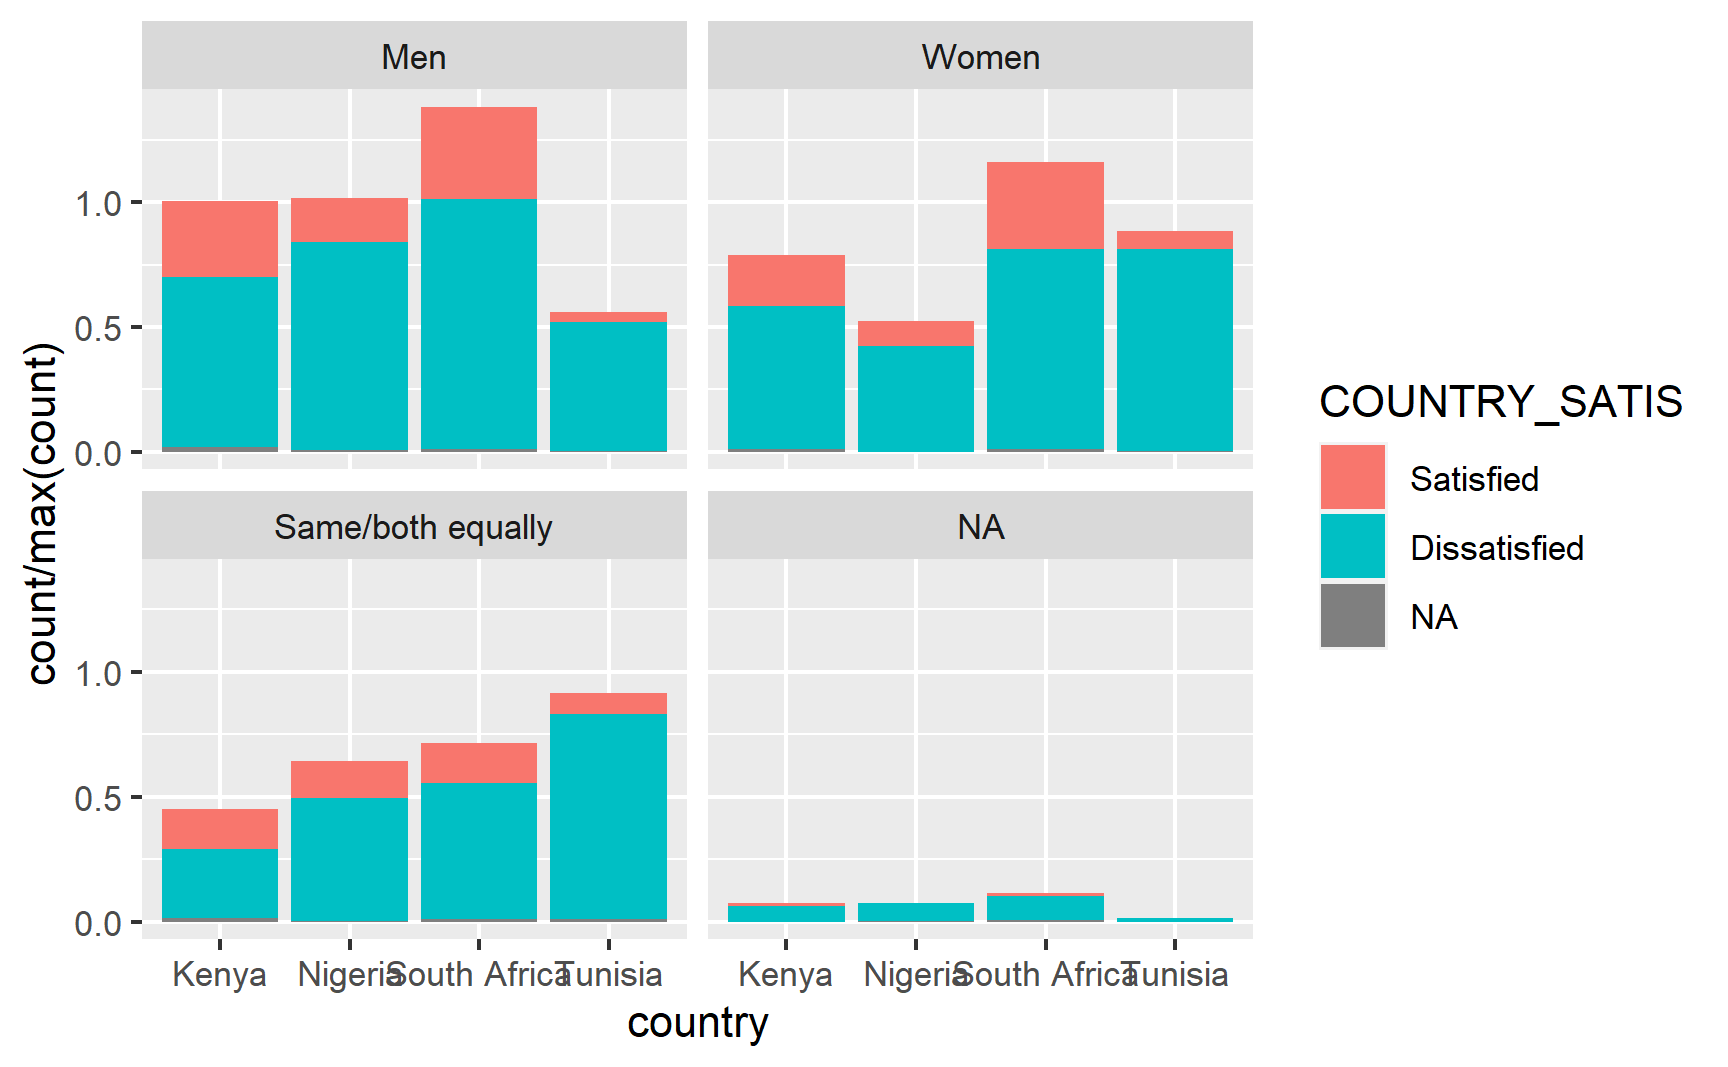 Men
Women
1.0
0.5
0.0
Same/both equally
NA
1.0
0.5
0.0
Kenya Nigeria South Africa Tunisia
Kenya Nigeria South Africa Tunisia
country
count/max(count)
COUNTRY_SATIS
Satisfied
Dissatisfied
NA